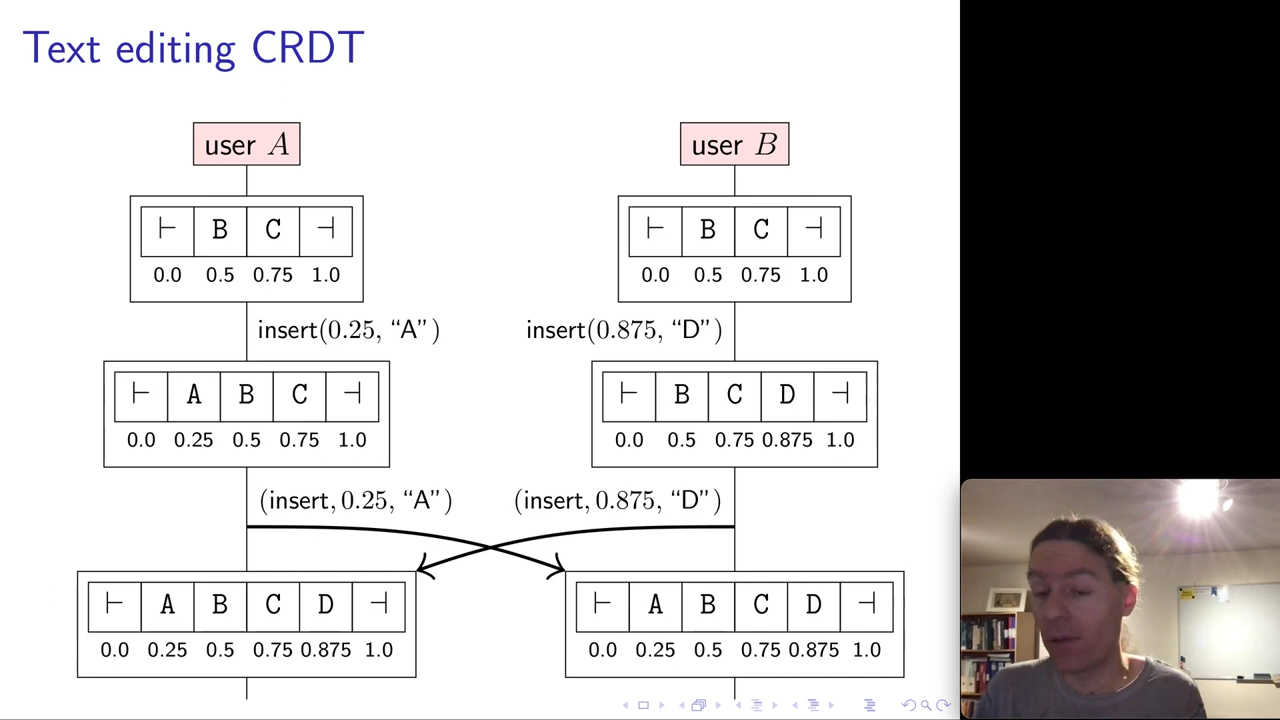 Text editing CRDT
user A
user B
⊢ B C ⊣
0.0 0.5 0.75 1.0
⊢ B C ⊣
0.0 0.5 0.75 1.0
insert(0.25, “A”)
insert(0.875, “D”)
⊢ A B C ⊣
0.0 0.25 0.5 0.75 1.0
⊢ B C D ⊣
0.0 0.5 0.75 0.875 1.0
(insert, 0.25, “A”)
(insert, 0.875, “D”)
⊢ A B C D ⊣
0.0 0.25 0.5 0.75 0.875 1.0
⊢ A B C D ⊣
0.0 0.25 0.5 0.75 0.875 1.0